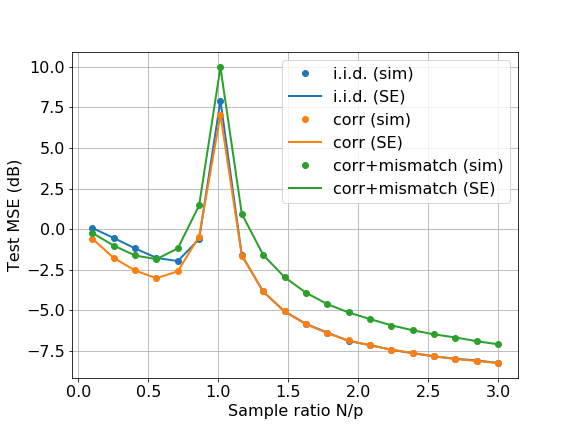 10.0
7.5
5.0
2.5
0.0
−2.5
−5.0
−7.5
Test MSE (dB)
i.i.d. (sim)
i.i.d. (SE)
corr (sim)
corr (SE)
corr+mismatch (sim)
corr+mismatch (SE)
0.0 0.5 1.0 1.5 2.0 2.5 3.0
Sample ratio N/p